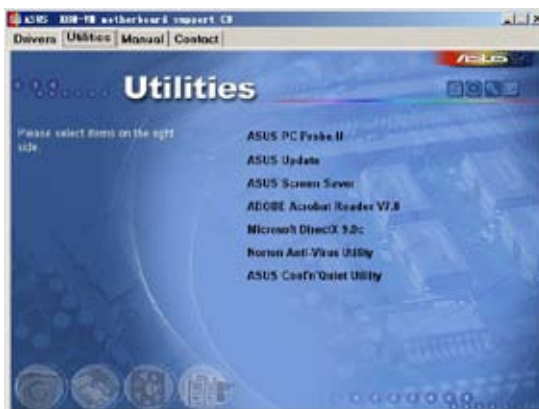 ASUS motherboard support CD
Drivers Utilities Manual Contact
ASUS
Utilities
Please select items on the right
side.
ASUS PC Probe II
ASUS Update
ASUS Screen Saver
ADOBE Acrobat Reader V7.0
Microsoft DirectX 9.0c
Norton Anti-Virus Utility
ASUS Cool'n'Quiet Utility